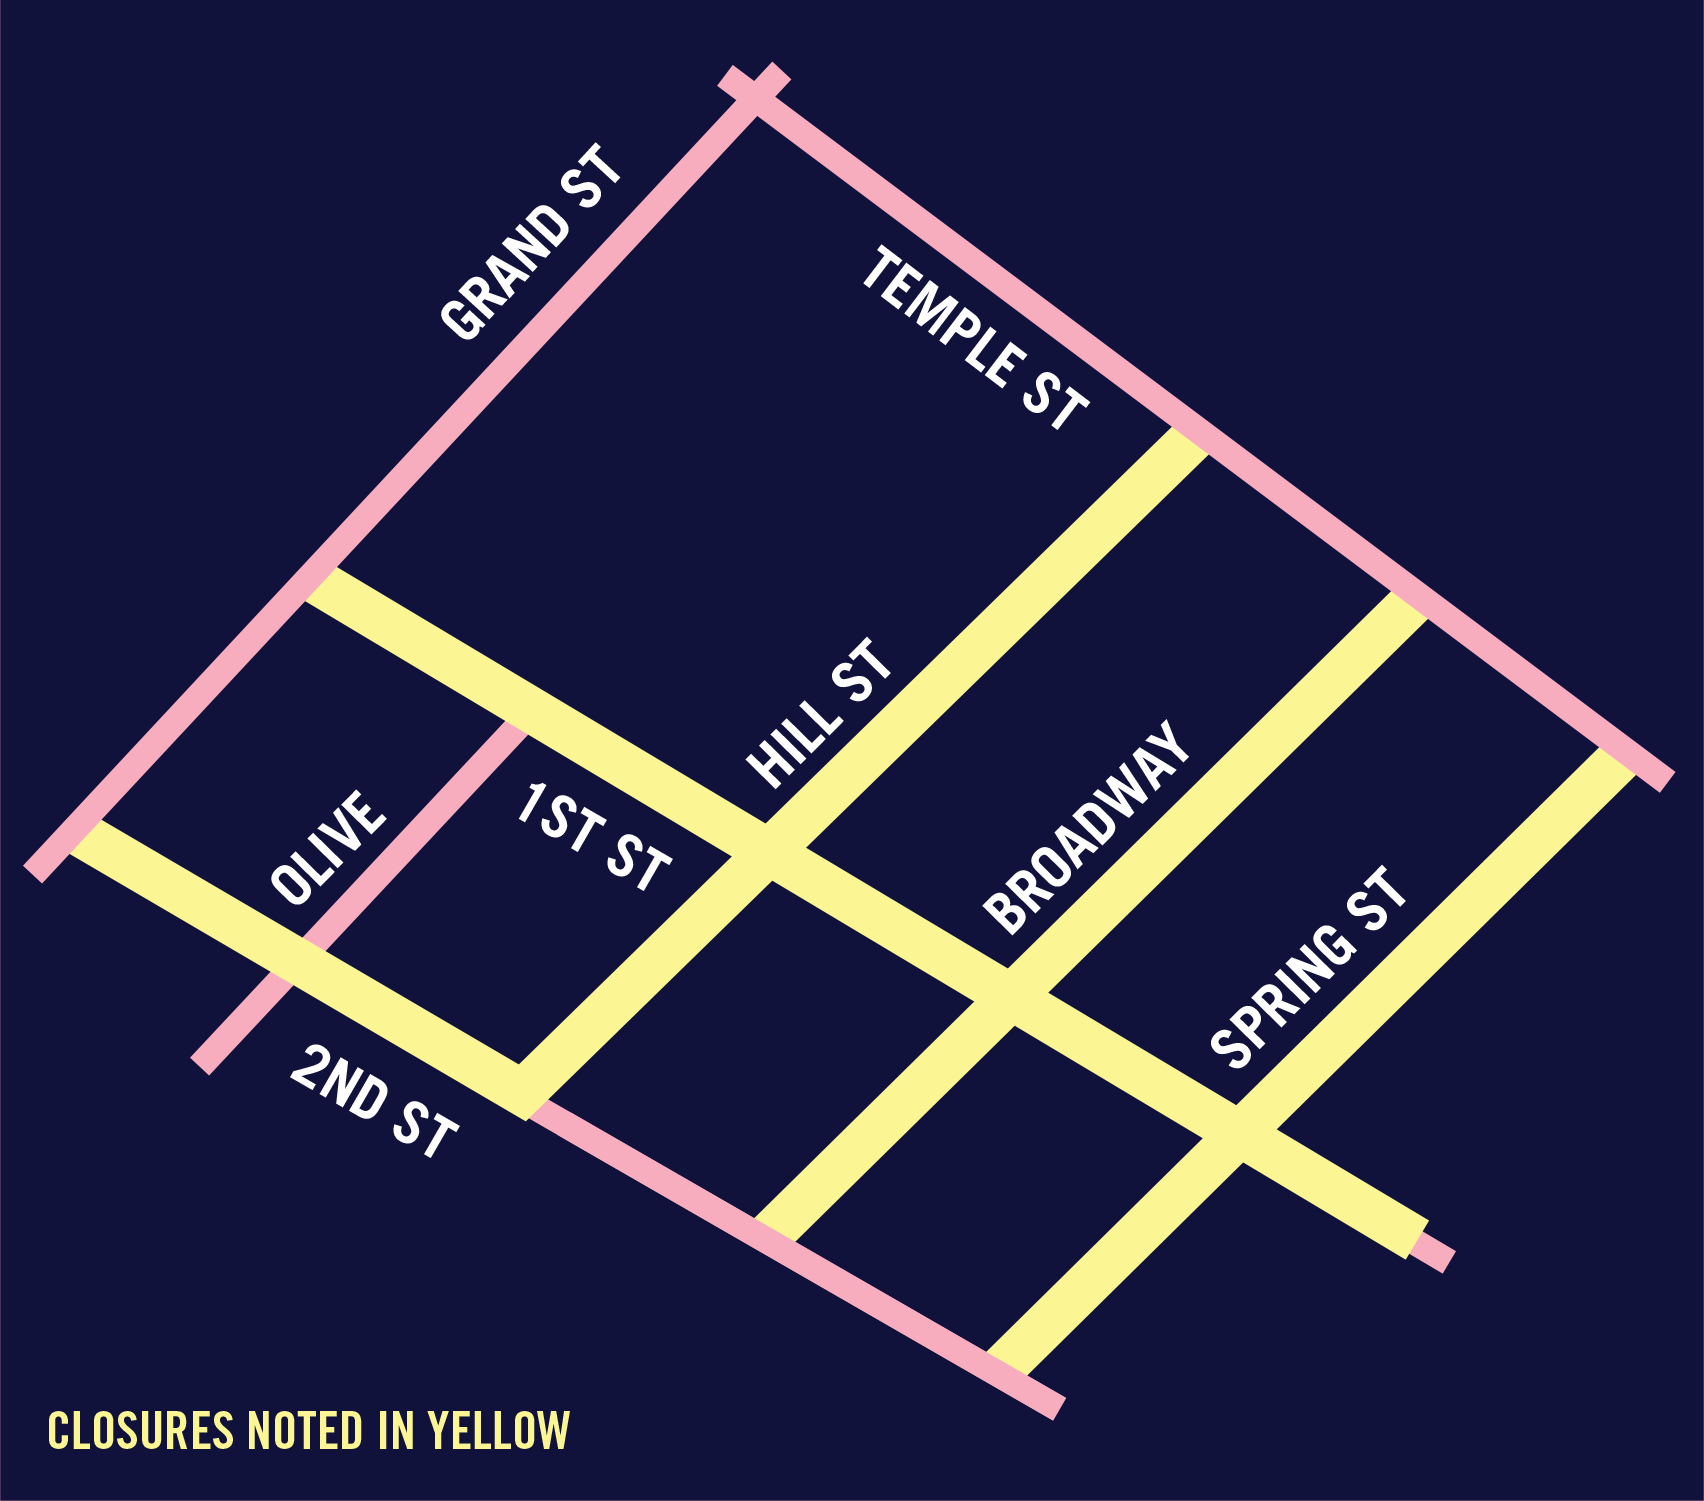 GRAND ST
TEMPLE ST
HILL ST
BROADWAY
OLIVE
1ST ST
SPRING ST
2ND ST
CLOSURES NOTED IN YELLOW